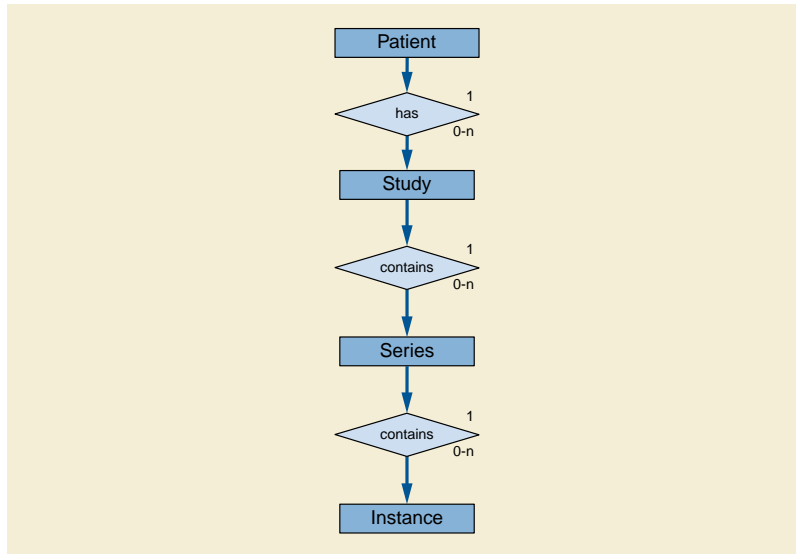 Patient
1
has
0-n
Study
1
contains
0-n
Series
1
contains
0-n
Instance